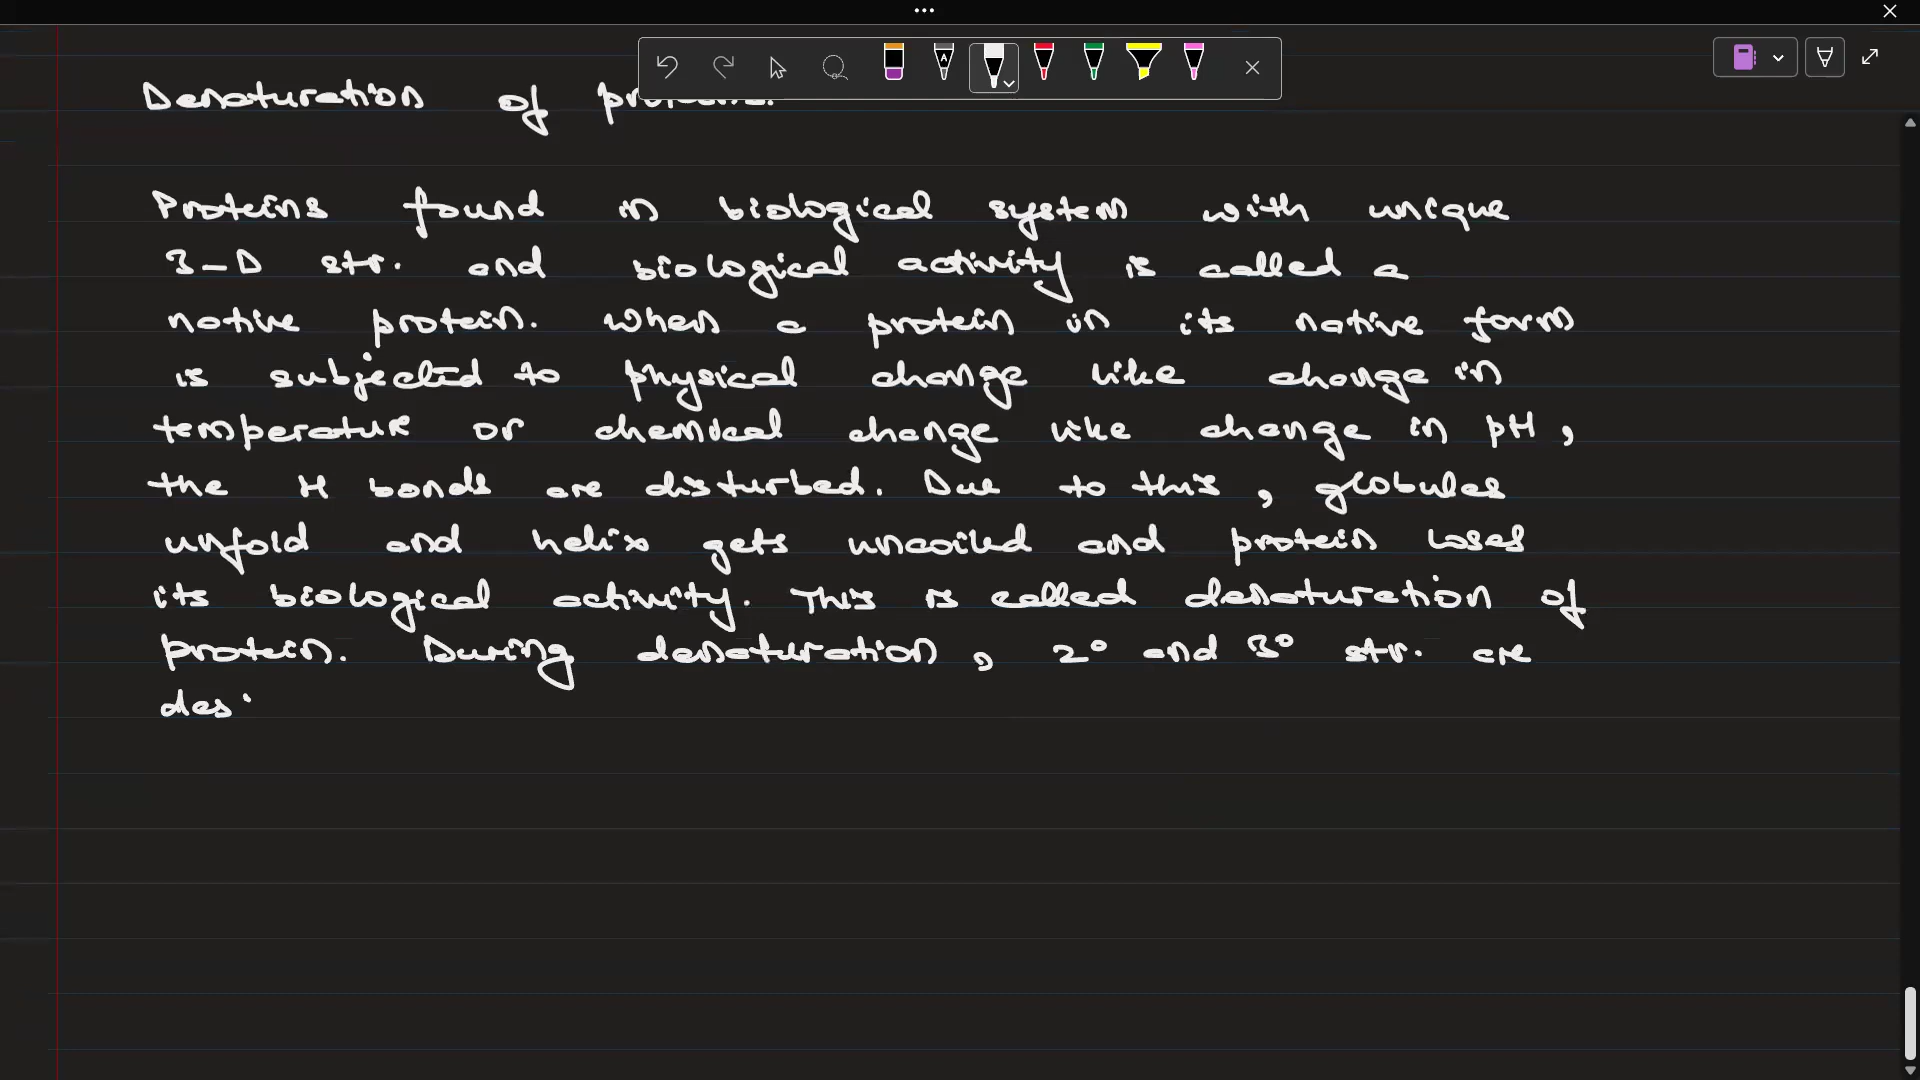 Denaturation of proteins.
Proteins found in biological system with unique
3-D str. and biological activity is called a
native protein. When a protein in its native form
is subjected to physical change like change in
temperature or chemical change like change in pH,
the H bonds are disturbed. Due to this, globules
unfold and helix gets uncoiled and protein loses
its biological activity. This is called denaturation of
protein. During denaturation, 2° and 3° str. are
des